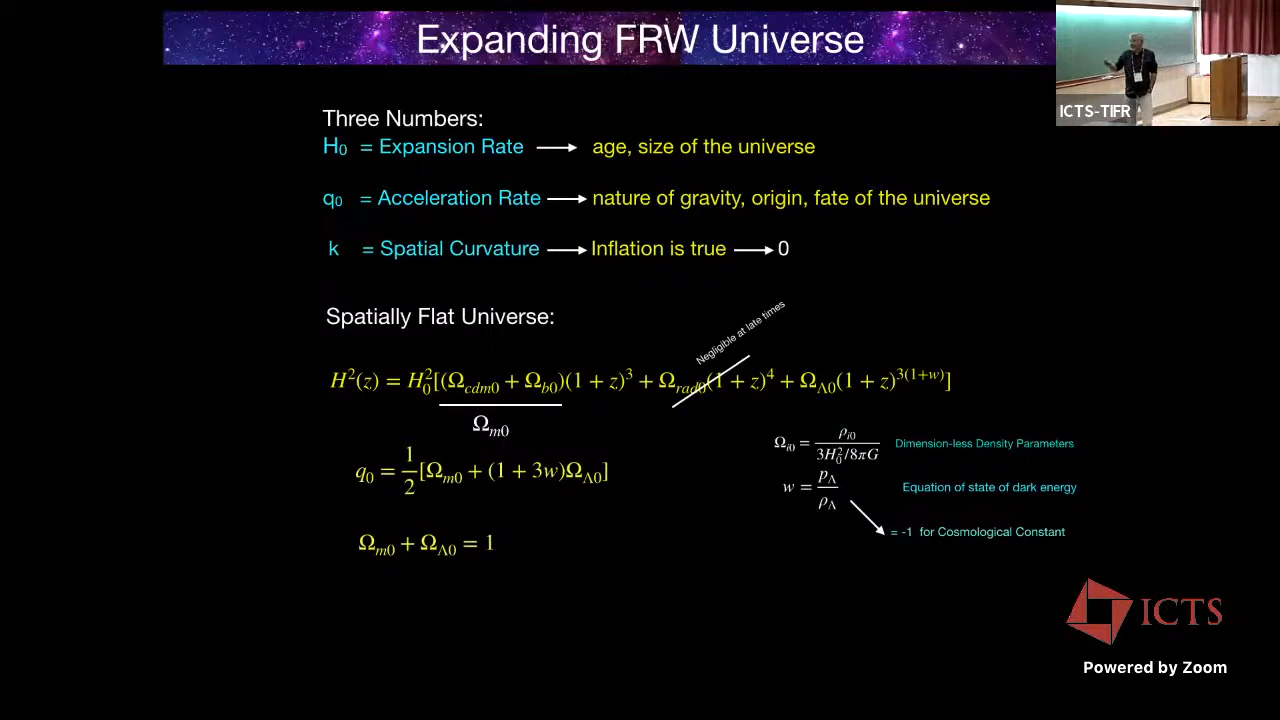 Expanding FRW Universe
ICTS-TIFR
Three Numbers:
H₀ = Expansion Rate ⟶ age, size of the universe
q₀ = Acceleration Rate ⟶ nature of gravity, origin, fate of the universe
k = Spatial Curvature ⟶ Inflation is true ⟶ 0
Spatially Flat Universe:
Negligible at late times
H²(z) = H₀²[(Ω_cdm0 + Ω_b0)(1 + z)³ + Ω_rad0(1 + z)⁴ + Ω_Λ0(1 + z)^3(1+w)]
Ω_m0
Ω_i0 = ρ_i0 / 3H₀²/8πG Dimension-less Density Parameters
q₀ = 1/2 [Ω_m0 + (1 + 3w)Ω_Λ0]
w = p_Λ / ρ_Λ Equation of state of dark energy
= -1 for Cosmological Constant
Ω_m0 + Ω_Λ0 = 1
ICTS
Powered by Zoom